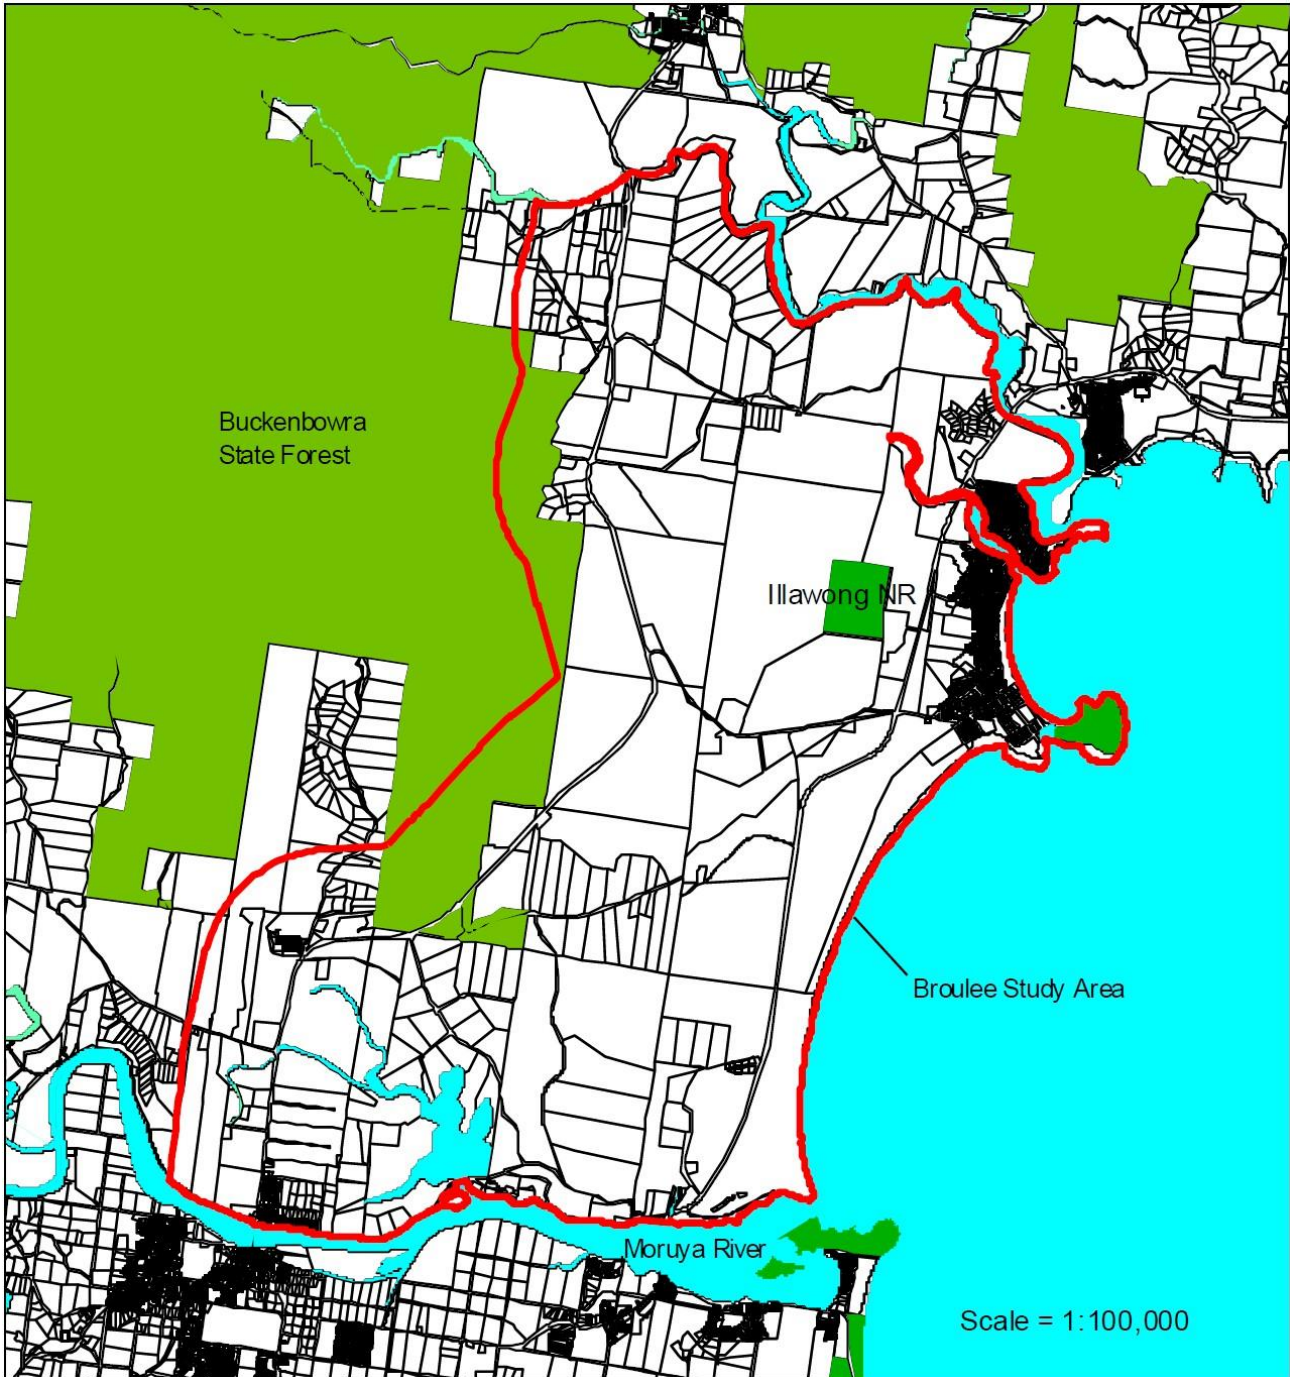 Buckenbowra
State Forest
Illawong NR
Broulee Study Area
Moruya River
Scale = 1:100,000